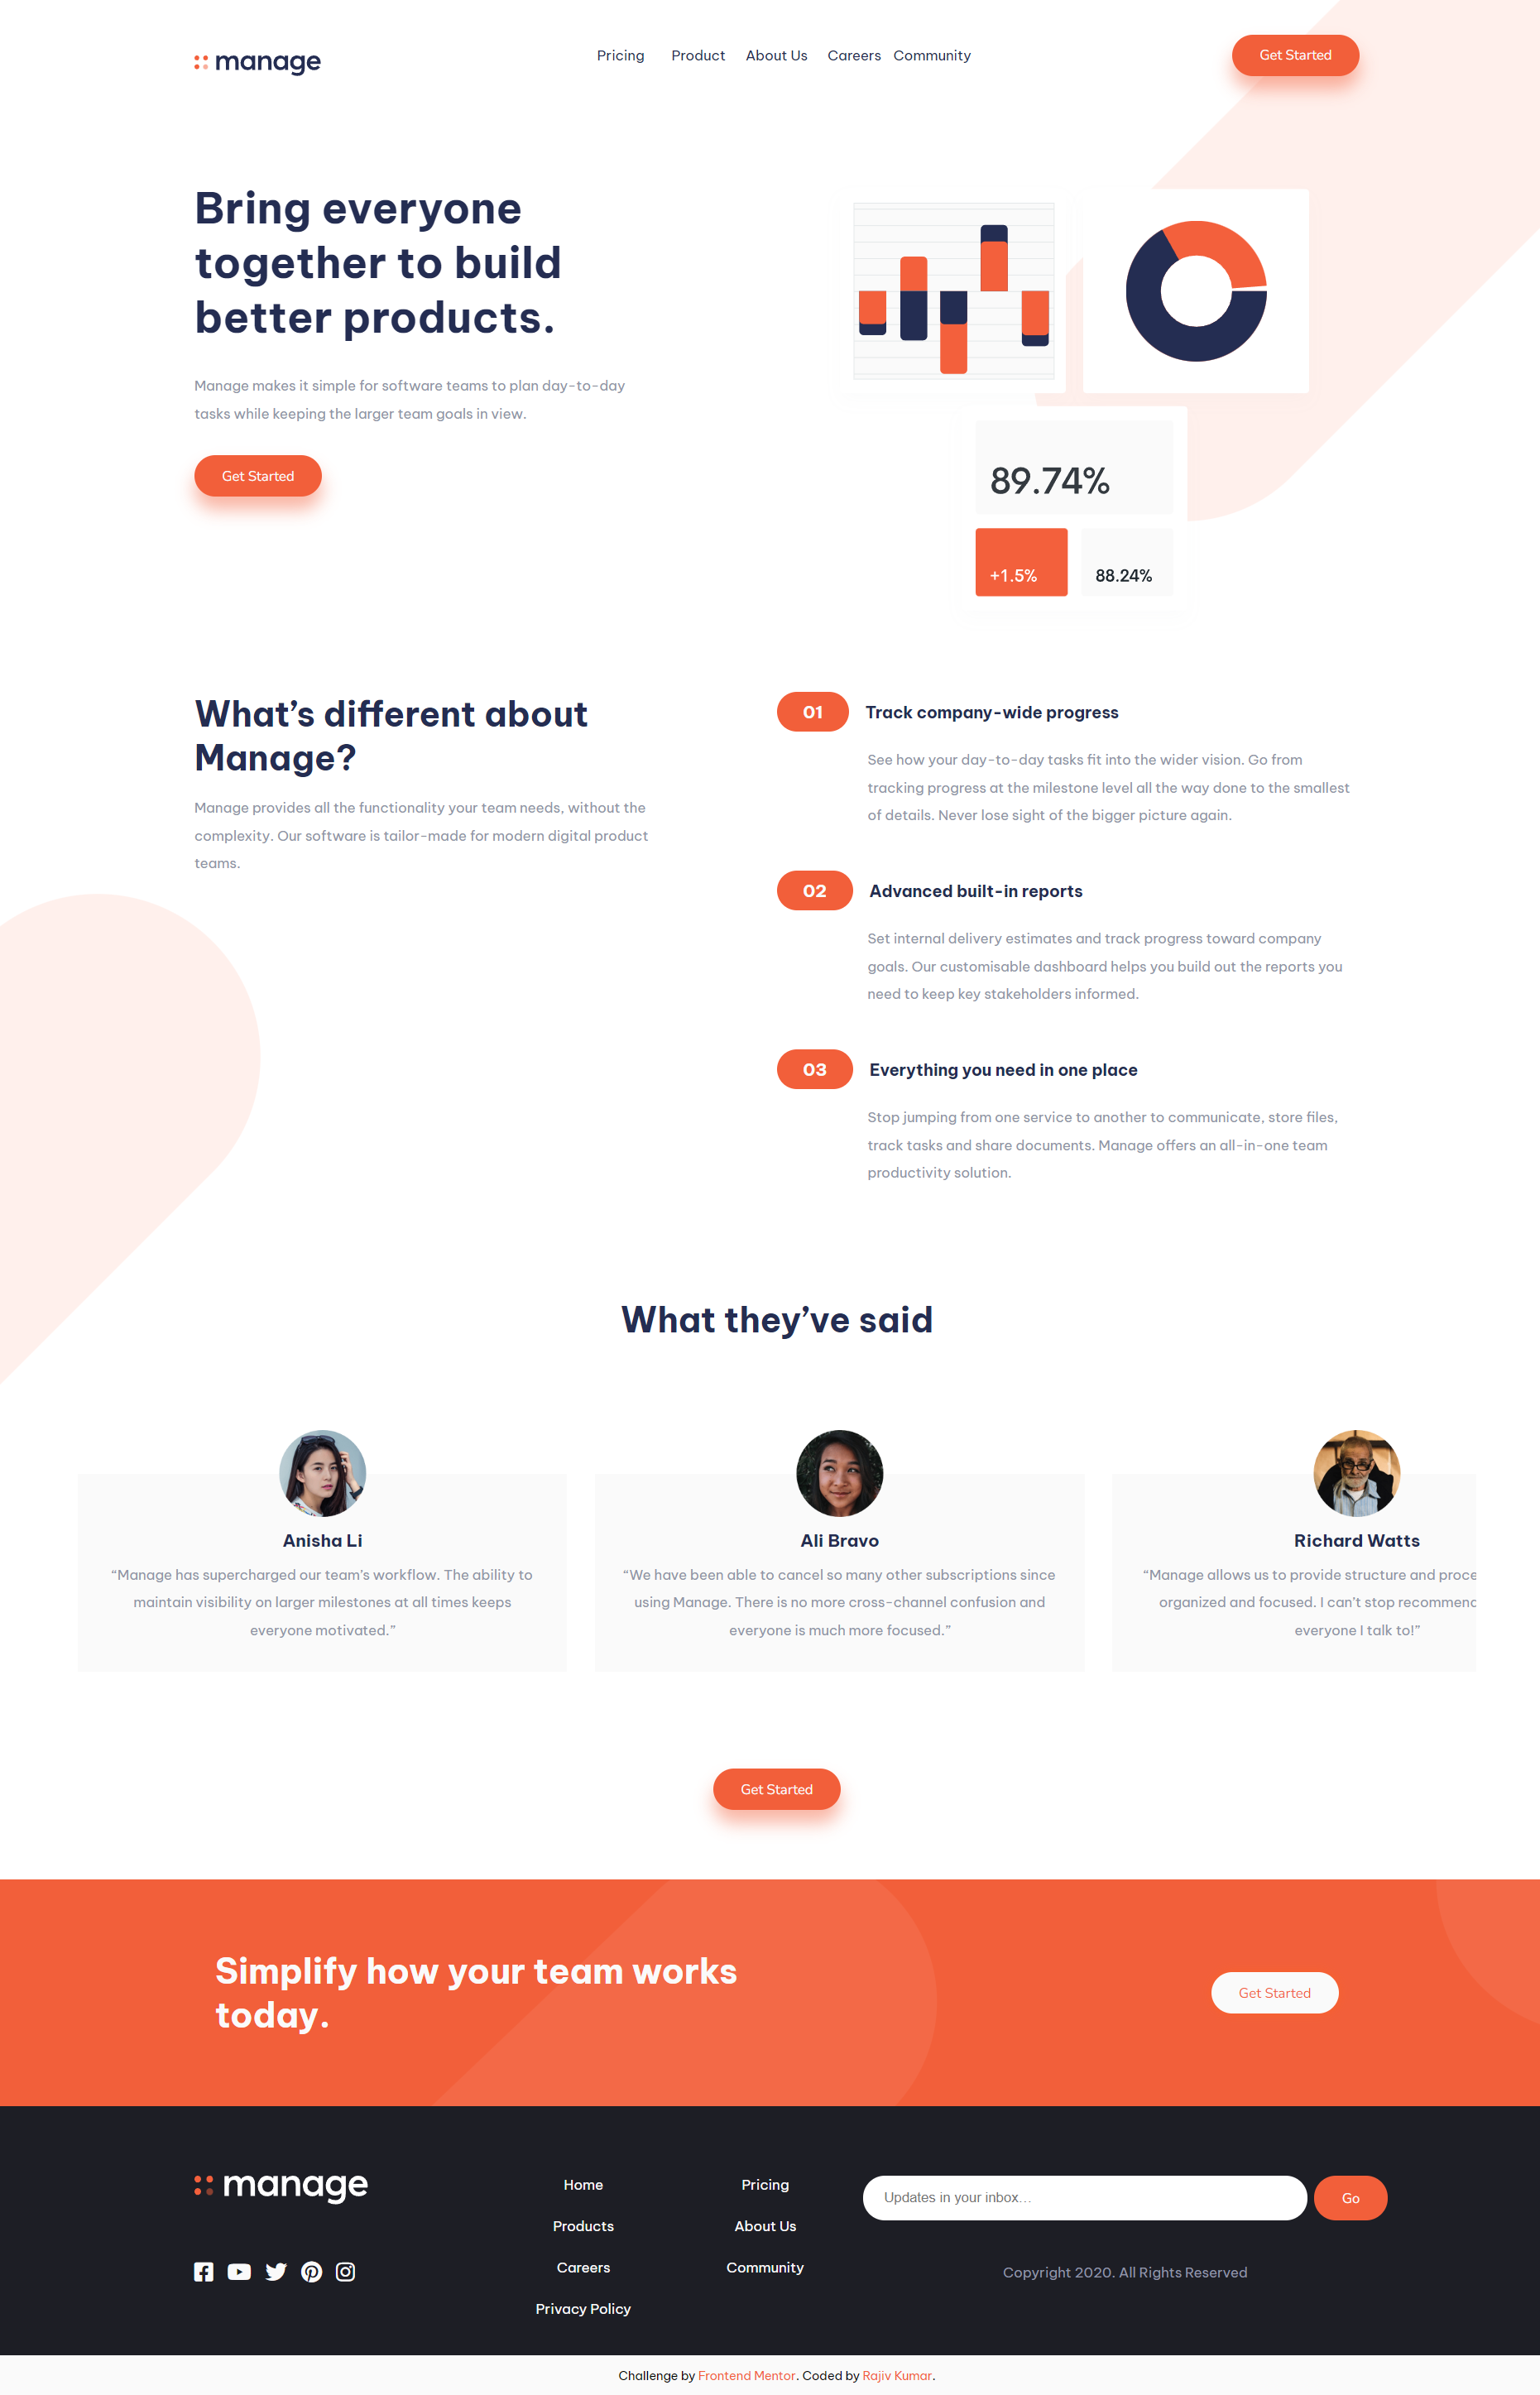 manage
Pricing Product About Us Careers Community
Get Started
Bring everyone
together to build
better products.
Manage makes it simple for software teams to plan day-to-day
tasks while keeping the larger team goals in view.
Get Started
89.74%
+1.5%
88.24%
What’s different about
Manage?
Manage provides all the functionality your team needs, without the
complexity. Our software is tailor-made for modern digital product
teams.
01 Track company-wide progress
See how your day-to-day tasks fit into the wider vision. Go from
tracking progress at the milestone level all the way done to the smallest
of details. Never lose sight of the bigger picture again.
02 Advanced built-in reports
Set internal delivery estimates and track progress toward company
goals. Our customisable dashboard helps you build out the reports you
need to keep key stakeholders informed.
03 Everything you need in one place
Stop jumping from one service to another to communicate, store files,
track tasks and share documents. Manage offers an all-in-one team
productivity solution.
What they’ve said
Anisha Li
“Manage has supercharged our team’s workflow. The ability to
maintain visibility on larger milestones at all times keeps
everyone motivated.”
Ali Bravo
“We have been able to cancel so many other subscriptions since
using Manage. There is no more cross-channel confusion and
everyone is much more focused.”
Richard Watts
“Manage allows us to provide structure and proce
organized and focused. I can’t stop recommend
everyone I talk to!”
Get Started
Simplify how your team works
today.
Get Started
manage
Home
Products
Careers
Privacy Policy
Pricing
About Us
Community
Updates in your inbox...
Go
Copyright 2020. All Rights Reserved
Challenge by Frontend Mentor. Coded by Rajiv Kumar.